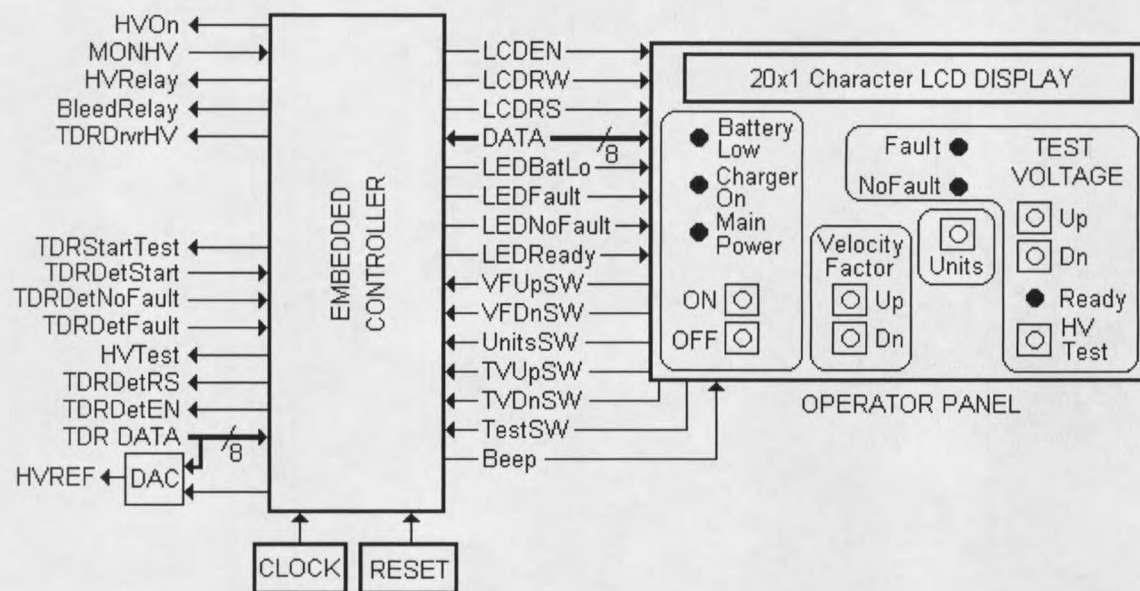 HVOn
MONHV
HVRelay
BleedRelay
TDRDrvrHV
TDRStartTest
TDRDetStart
TDRDetNoFault
TDRDetFault
HVTest
TDRDetRS
TDRDetEN
TDR DATA
8
HVREF
DAC
EMBEDDED
CONTROLLER
CLOCK
RESET
LCDEN
LCDRW
LCDRS
DATA
8
LEDBatLo
LEDFault
LEDNoFault
LEDReady
VFUpSW
VFDnSW
UnitsSW
TVUpSW
TVDnSW
TestSW
Beep
20x1 Character LCD DISPLAY
Battery
Low
Charger
On
Main
Power
ON
OFF
Velocity
Factor
Up
Dn
Units
Fault
NoFault
TEST
VOLTAGE
Up
Dn
Ready
HV
Test
OPERATOR PANEL